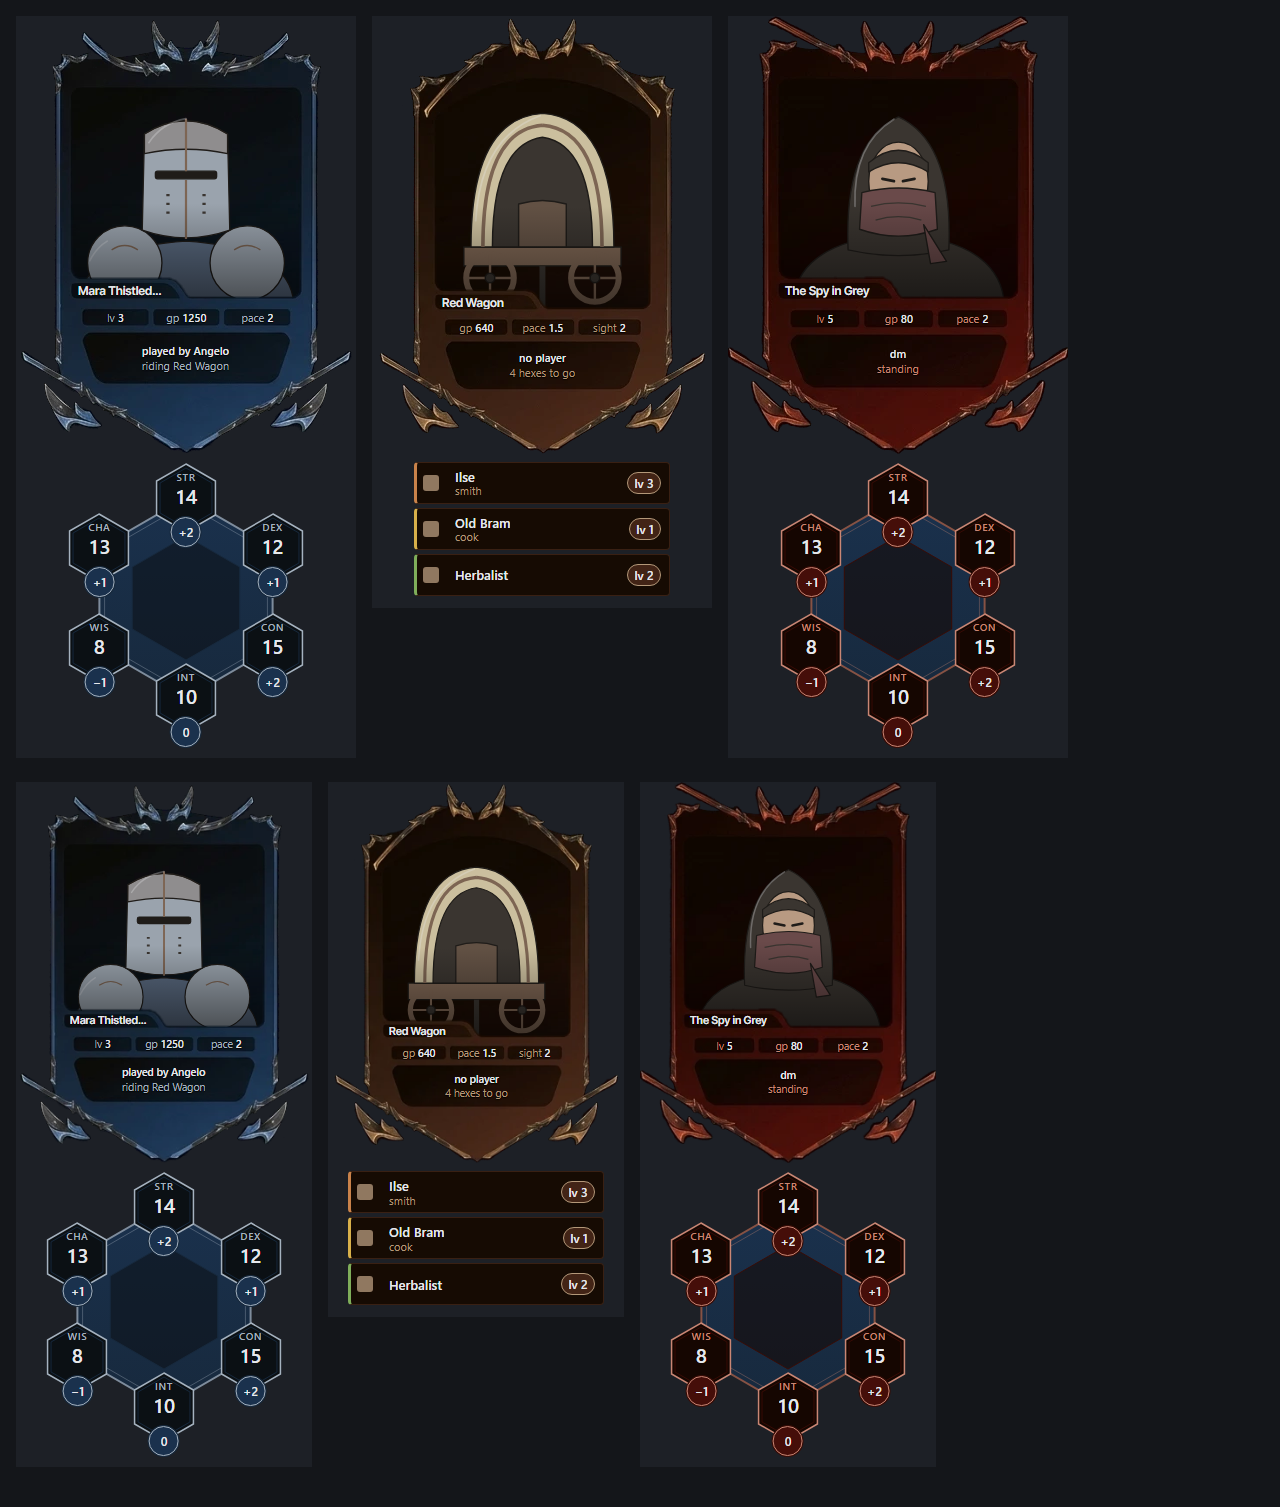 Mara Thistled...
lv 3
gp 1250
pace 2
played by Angelo
riding Red Wagon
STR
14
+2
CHA
13
+1
DEX
12
+1
WIS
8
−1
CON
15
+2
INT
10
0
Red Wagon
gp 640
pace 1.5
sight 2
no player
4 hexes to go
Ilse
smith
lv 3
Old Bram
cook
lv 1
Herbalist
lv 2
The Spy in Grey
lv 5
gp 80
pace 2
dm
standing
STR
14
+2
CHA
13
+1
DEX
12
+1
WIS
8
−1
CON
15
+2
INT
10
0
Mara Thistled...
lv 3
gp 1250
pace 2
played by Angelo
riding Red Wagon
STR
14
+2
CHA
13
+1
DEX
12
+1
WIS
8
−1
CON
15
+2
INT
10
0
Red Wagon
gp 640
pace 1.5
sight 2
no player
4 hexes to go
Ilse
smith
lv 3
Old Bram
cook
lv 1
Herbalist
lv 2
The Spy in Grey
lv 5
gp 80
pace 2
dm
standing
STR
14
+2
CHA
13
+1
DEX
12
+1
WIS
8
−1
CON
15
+2
INT
10
0